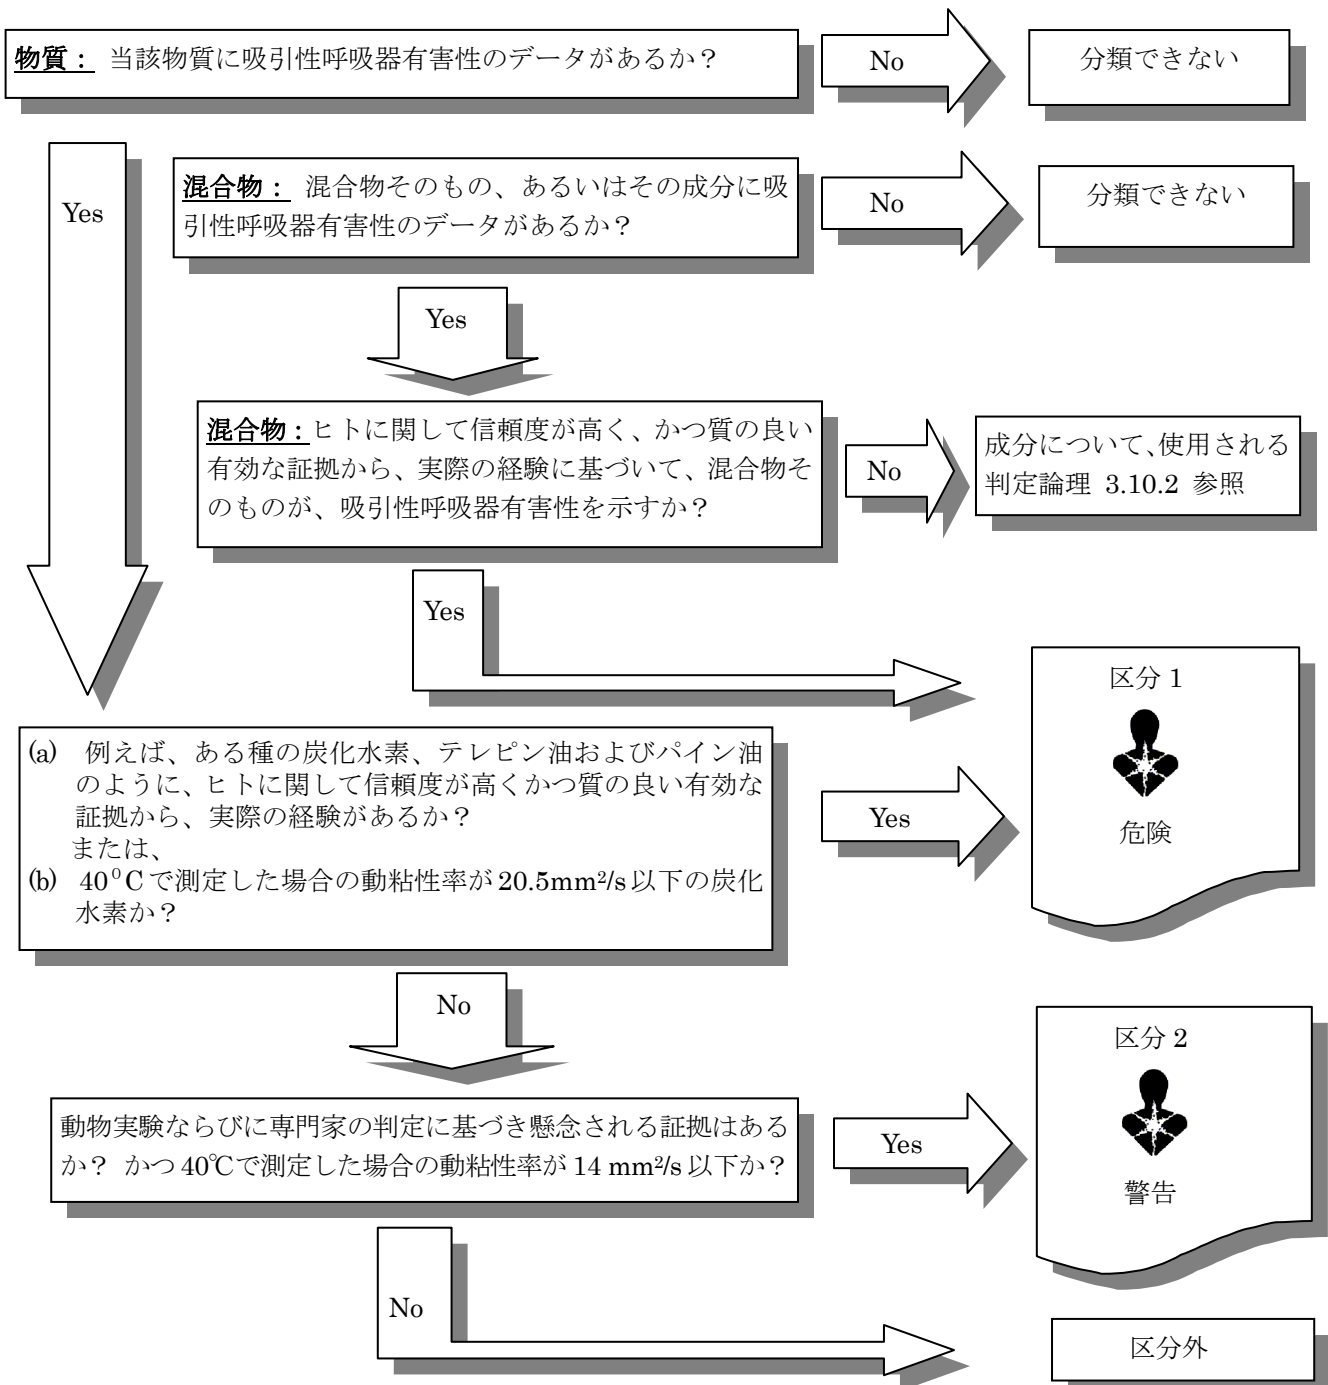 物質： 当該物質に吸引性呼吸器有害性のデータがあるか？
No
分類できない
Yes
混合物： 混合物そのもの、あるいはその成分に吸
引性呼吸器有害性のデータがあるか？
No
分類できない
Yes
混合物：ヒトに関して信頼度が高く、かつ質の良い
有効な証拠から、実際の経験に基づいて、混合物そ
のものが、吸引性呼吸器有害性を示すか？
No
成分について、使用される
判定論理 3.10.2 参照
Yes
区分 1
危険
(a) 例えば、ある種の炭化水素、テレピン油およびパイン油
のように、ヒトに関して信頼度が高くかつ質の良い有効な
証拠から、実際の経験があるか？
または、
(b) 40⁰C で測定した場合の動粘性率が 20.5mm²/s 以下の炭化
水素か？
Yes
No
区分 2
警告
動物実験ならびに専門家の判定に基づき懸念される証拠はある
か？ かつ 40℃で測定した場合の動粘性率が 14 mm²/s 以下か？
Yes
No
区分外